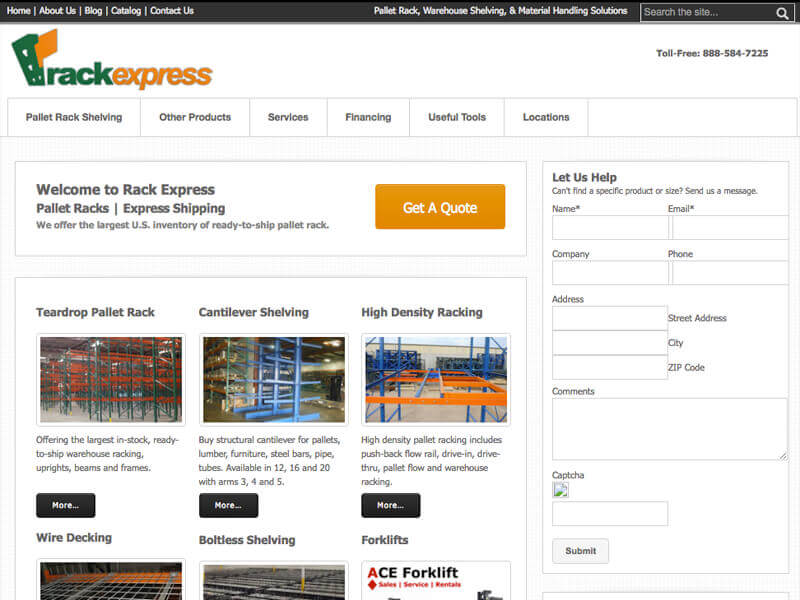 Home | About Us | Blog | Catalog | Contact Us
Pallet Rack, Warehouse Shelving, & Material Handling Solutions
Search the site...
rackexpress
Toll-Free: 888-584-7225
Pallet Rack Shelving
Other Products
Services
Financing
Useful Tools
Locations
Welcome to Rack Express
Pallet Racks | Express Shipping
We offer the largest U.S. inventory of ready-to-ship pallet rack.
Get A Quote
Teardrop Pallet Rack
Offering the largest in-stock, ready-
to-ship warehouse racking,
uprights, beams and frames.
More...
Cantilever Shelving
Buy structural cantilever for pallets,
lumber, furniture, steel bars, pipe,
tubes. Available in 12, 16 and 20
with arms 3, 4 and 5.
More...
High Density Racking
High density pallet racking includes
push-back flow rail, drive-in, drive-
thru, pallet flow and warehouse
racking.
More...
Wire Decking
Boltless Shelving
Forklifts
ACE Forklift
Sales | Service | Rentals
Let Us Help
Can't find a specific product or size? Send us a message.
Name*
Email*
Company
Phone
Address
Street Address
City
ZIP Code
Comments
Captcha
Submit